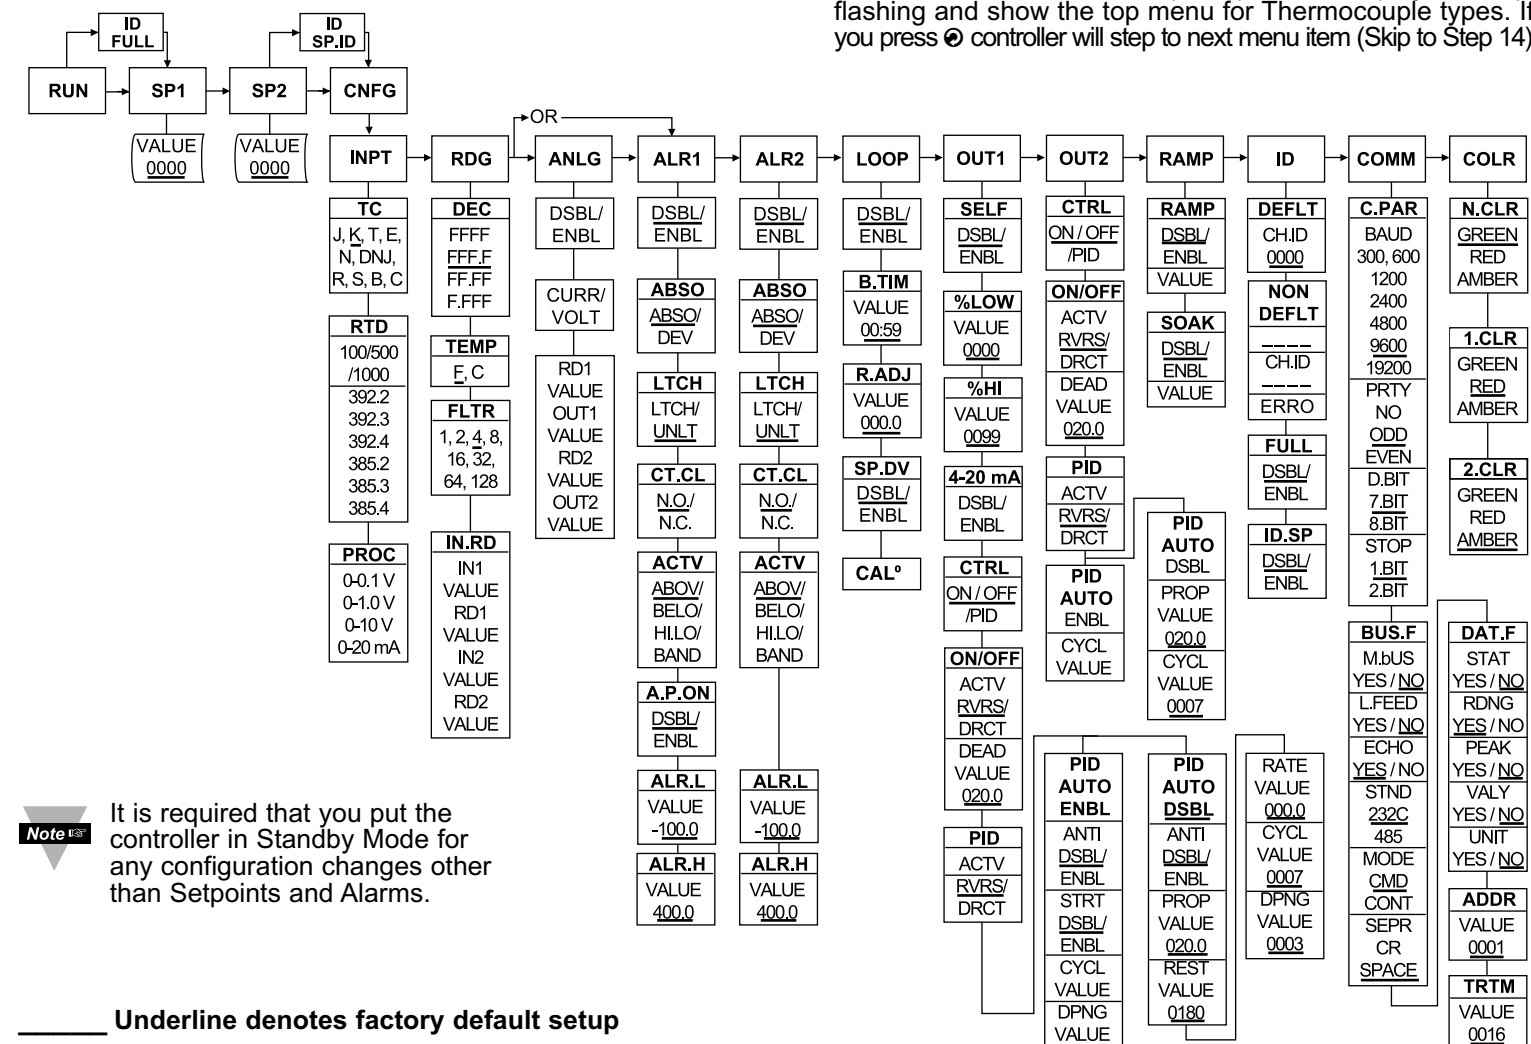 flashing and show the top menu for Thermocouple types. If
you press controller will step to next menu item (Skip to Step 14)
ID
FULL
ID
SP.ID
RUN
SP1
SP2
CNFG
VALUE
0000
VALUE
0000
OR
INPT
RDG
ANLG
ALR1
ALR2
LOOP
OUT1
OUT2
RAMP
ID
COMM
COLR
TC
J, K, T, E,
N, DNJ,
R, S, B, C
RTD
100/500
/1000
392.2
392.3
392.4
385.2
385.3
385.4
PROC
0-0.1 V
0-1.0 V
0-10 V
0-20 mA
DEC
FFFF
FFF.F
FF.FF
F.FFF
TEMP
F, C
FLTR
1, 2, 4, 8,
16, 32,
64, 128
IN.RD
IN1
VALUE
RD1
VALUE
IN2
VALUE
RD2
VALUE
DSBL/
ENBL
CURR/
VOLT
RD1
VALUE
OUT1
VALUE
RD2
VALUE
OUT2
VALUE
DSBL/
ENBL
ABSO
ABSO/
DEV
LTCH
LTCH/
UNLT
CT.CL
N.O./
N.C.
ACTV
ABOV/
BELO/
HI.LO/
BAND
A.P.ON
DSBL/
ENBL
ALR.L
VALUE
-100.0
ALR.H
VALUE
400.0
DSBL/
ENBL
ABSO
ABSO/
DEV
LTCH
LTCH/
UNLT
CT.CL
N.O./
N.C.
ACTV
ABOV/
BELO/
HI.LO/
BAND
ALR.L
VALUE
-100.0
ALR.H
VALUE
400.0
DSBL/
ENBL
B.TIM
VALUE
00:59
R.ADJ
VALUE
000.0
SP.DV
DSBL/
ENBL
CALº
SELF
DSBL/
ENBL
%LOW
VALUE
0000
%HI
VALUE
0099
4-20 mA
DSBL/
ENBL
CTRL
ON / OFF
/PID
ON/OFF
ACTV
RVRS/
DRCT
DEAD
VALUE
020.0
PID
ACTV
RVRS/
DRCT
PID
AUTO
ENBL
ANTI
DSBL/
ENBL
STRT
DSBL/
ENBL
CYCL
VALUE
DPNG
VALUE
PID
AUTO
DSBL
ANTI
DSBL/
ENBL
PROP
VALUE
020.0
REST
VALUE
0180
RATE
VALUE
000.0
CYCL
VALUE
0007
DPNG
VALUE
0003
CTRL
ON / OFF
/PID
ON/OFF
ACTV
RVRS/
DRCT
DEAD
VALUE
020.0
PID
ACTV
RVRS/
DRCT
PID
AUTO
ENBL
CYCL
VALUE
PID
AUTO
DSBL
PROP
VALUE
020.0
CYCL
VALUE
0007
RAMP
DSBL/
ENBL
VALUE
SOAK
DSBL/
ENBL
VALUE
DEFLT
CH.ID
0000
NON
DEFLT
_ _ _ _
CH.ID
_ _ _ _
ERRO
FULL
DSBL/
ENBL
ID.SP
DSBL/
ENBL
C.PAR
BAUD
300, 600
1200
2400
4800
9600
19200
PRTY
NO
ODD
EVEN
D.BIT
7.BIT
8.BIT
STOP
1.BIT
2.BIT
BUS.F
M.bUS
YES / NO
L.FEED
YES / NO
ECHO
YES / NO
STND
232C
485
MODE
CMD
CONT
SEPR
CR
SPACE
DAT.F
STAT
YES / NO
RDNG
YES / NO
PEAK
YES / NO
VALY
YES / NO
UNIT
YES / NO
ADDR
VALUE
0001
TRTM
VALUE
0016
N.CLR
GREEN
RED
AMBER
1.CLR
GREEN
RED
AMBER
2.CLR
GREEN
RED
AMBER
Note
It is required that you put the
controller in Standby Mode for
any configuration changes other
than Setpoints and Alarms.
______ Underline denotes factory default setup